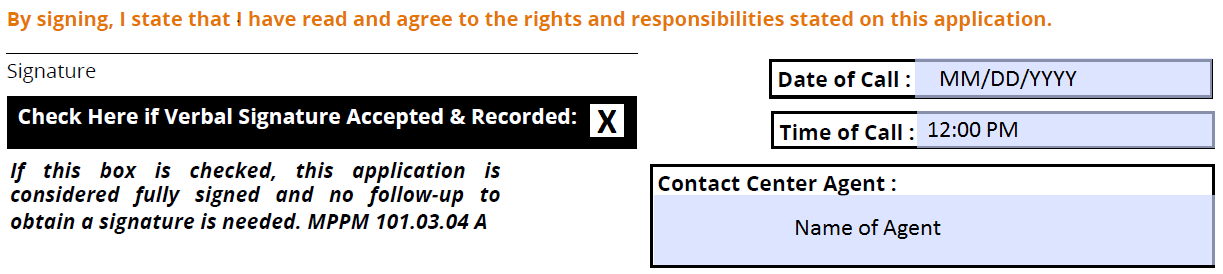 By signing, I state that I have read and agree to the rights and responsibilities stated on this application.
Signature
Check Here if Verbal Signature Accepted & Recorded: X
If this box is checked, this application is
considered fully signed and no follow-up to
obtain a signature is needed. MPPM 101.03.04 A
Date of Call : MM/DD/YYYY
Time of Call : 12:00 PM
Contact Center Agent :
Name of Agent